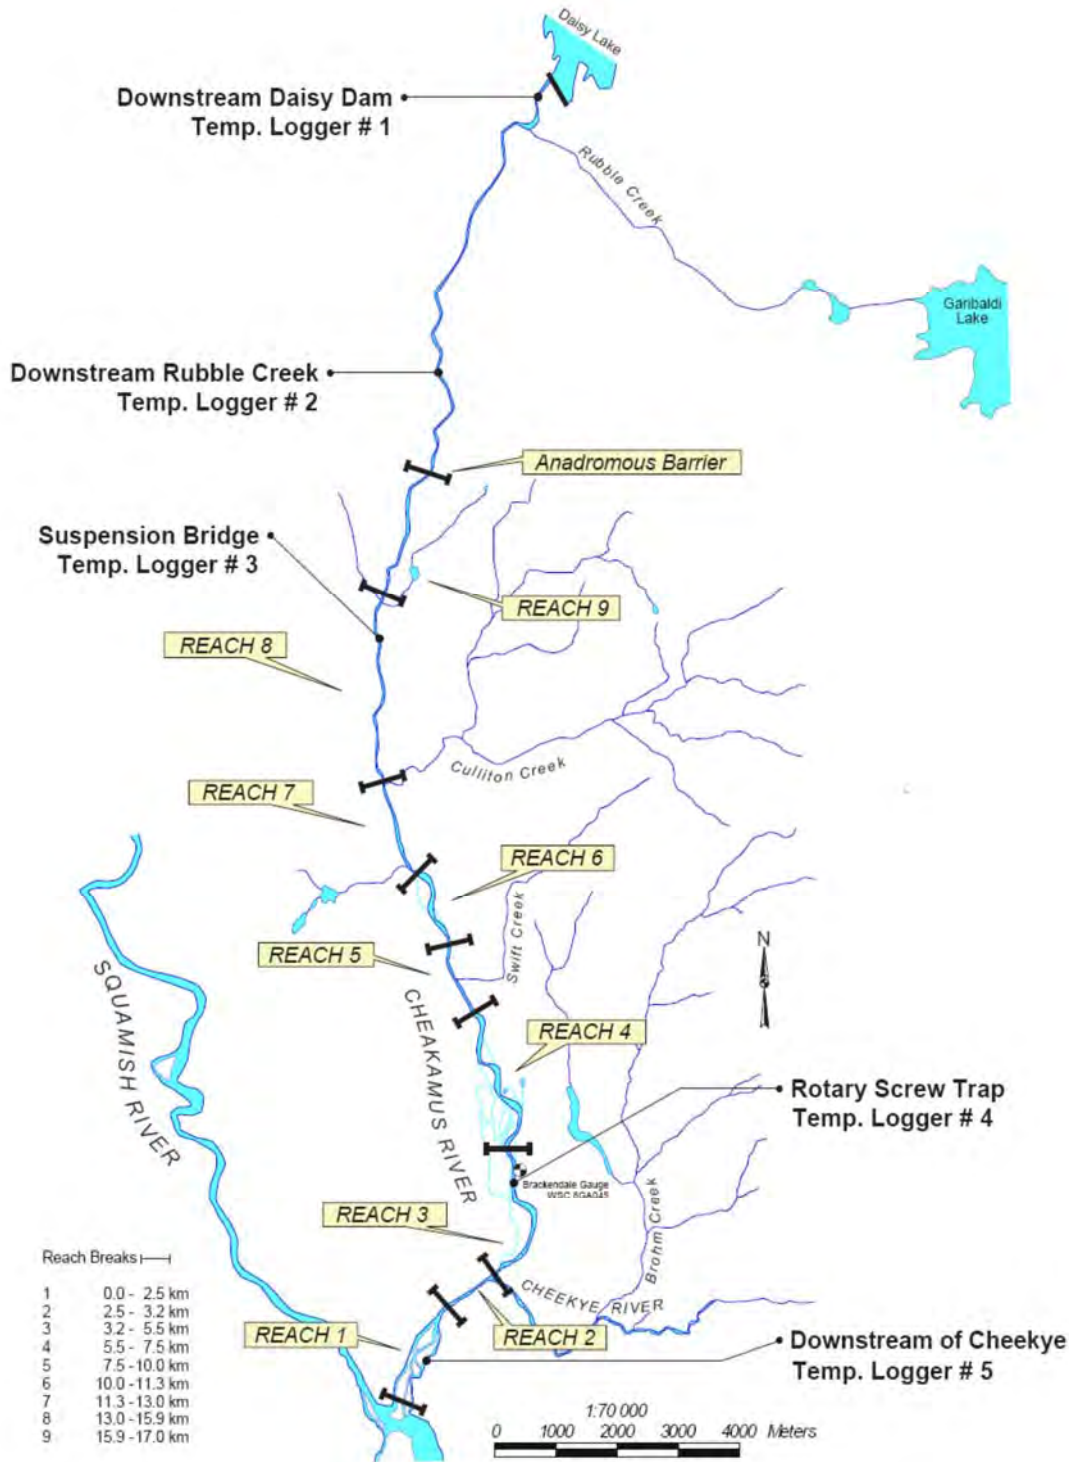 Daisy Lake
Downstream Daisy Dam
Temp. Logger # 1
Rubble Creek
Garibaldi
Lake
Downstream Rubble Creek
Temp. Logger # 2
Anadromous Barrier
Suspension Bridge
Temp. Logger # 3
REACH 9
REACH 8
Culliton Creek
REACH 7
REACH 6
Swift Creek
REACH 5
N
SQUAMISH RIVER
CHEAKAMUS RIVER
REACH 4
Rotary Screw Trap
Temp. Logger # 4
Brackendale Gauge
WSC 8GA045
Brohm Creek
REACH 3
CHEEKYE RIVER
REACH 1
REACH 2
Downstream of Cheekye
Temp. Logger # 5
Reach Breaks
1 0.0 - 2.5 km
2 2.5 - 3.2 km
3 3.2 - 5.5 km
4 5.5 - 7.5 km
5 7.5 - 10.0 km
6 10.0 - 11.3 km
7 11.3 - 13.0 km
8 13.0 - 15.9 km
9 15.9 - 17.0 km
1:70 000
0 1000 2000 3000 4000 Meters